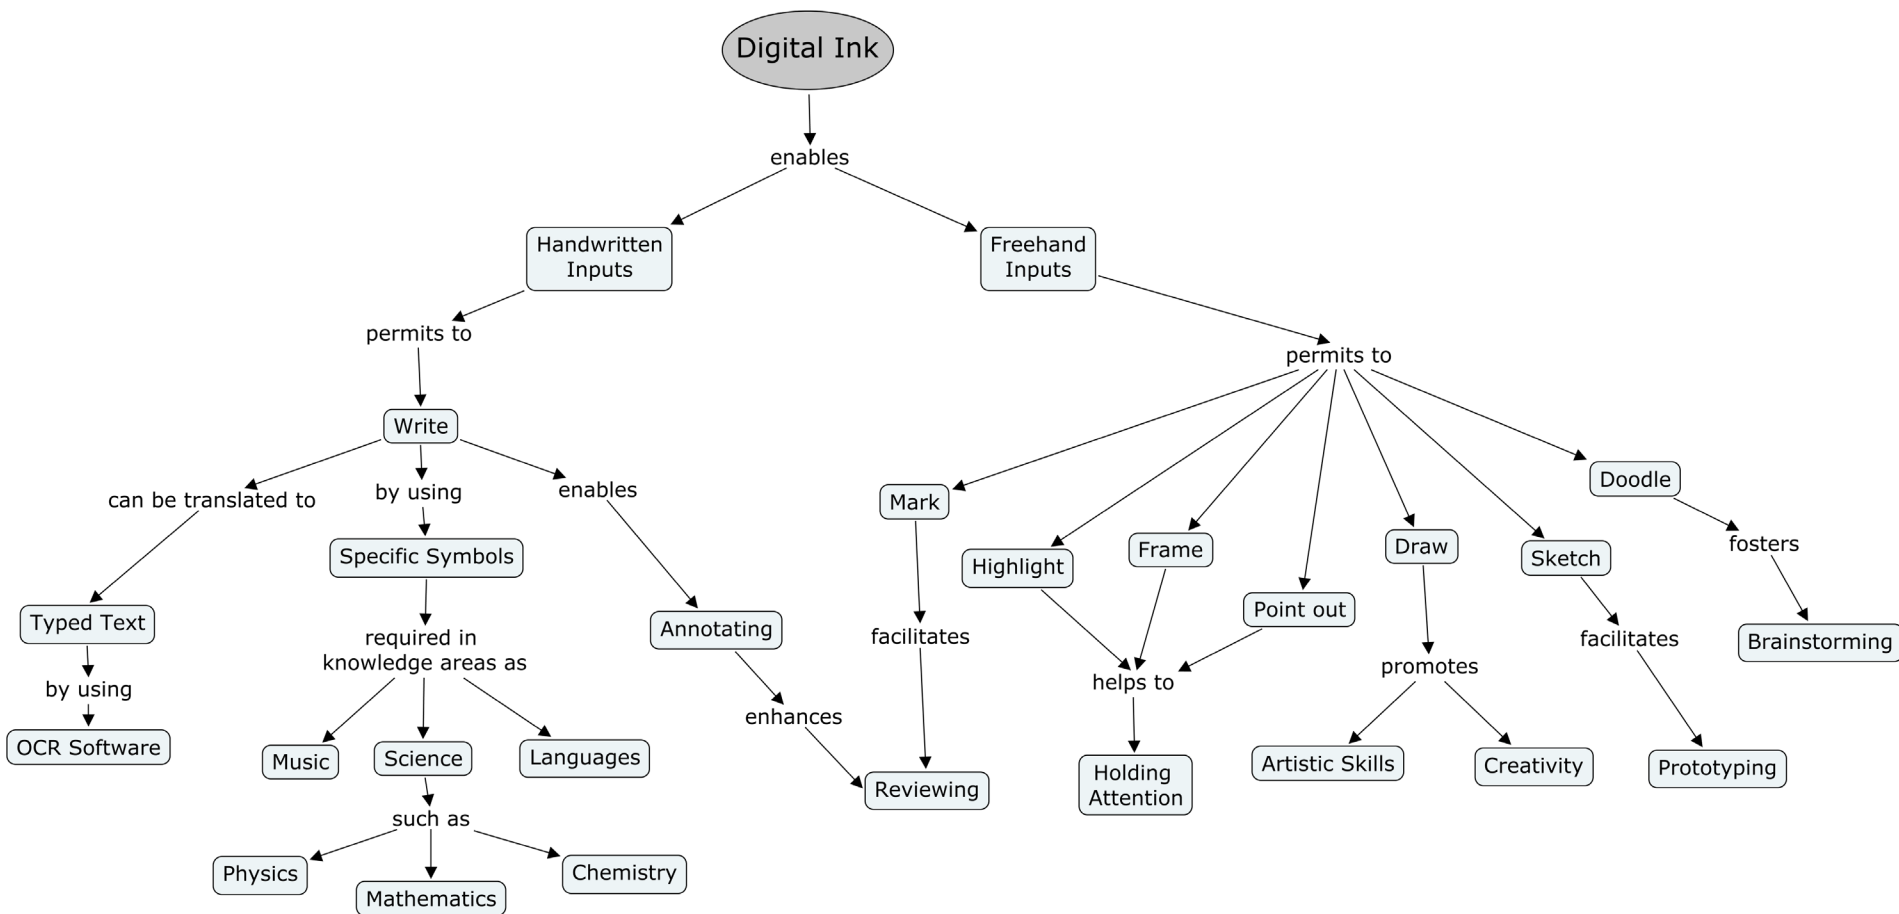 Digital Ink
enables
Handwritten
Inputs
Freehand
Inputs
permits to
permits to
Write
can be translated to
by using
enables
Mark
Doodle
Specific Symbols
Highlight
Frame
Draw
Sketch
fosters
Typed Text
Annotating
Point out
Brainstorming
required in
knowledge areas as
facilitates
facilitates
by using
enhances
helps to
promotes
OCR Software
Music
Science
Languages
Reviewing
Holding
Attention
Artistic Skills
Creativity
Prototyping
such as
Physics
Mathematics
Chemistry